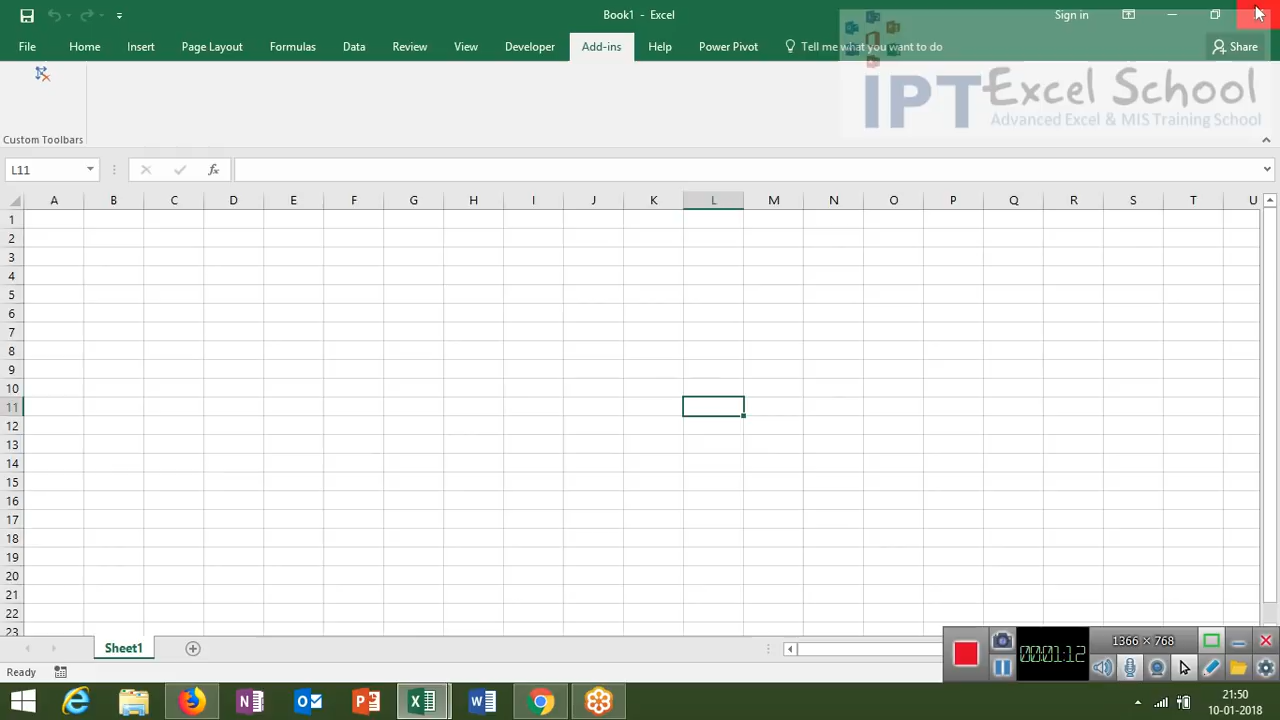 Book1 - Excel
Sign in
File Home Insert Page Layout Formulas Data Review View Developer Add-ins Help Power Pivot Tell me what you want to do Share
iPT Excel School
Advanced Excel & MIS Training School
Custom Toolbars
L11 fx
A B C D E F G H I J K L M N O P Q R S T U
1
2
3
4
5
6
7
8
9
10
11
12
13
14
15
16
17
18
19
20
21
22
23
Sheet1
1366 × 768
00:01:12
Ready
21:50
10-01-2018